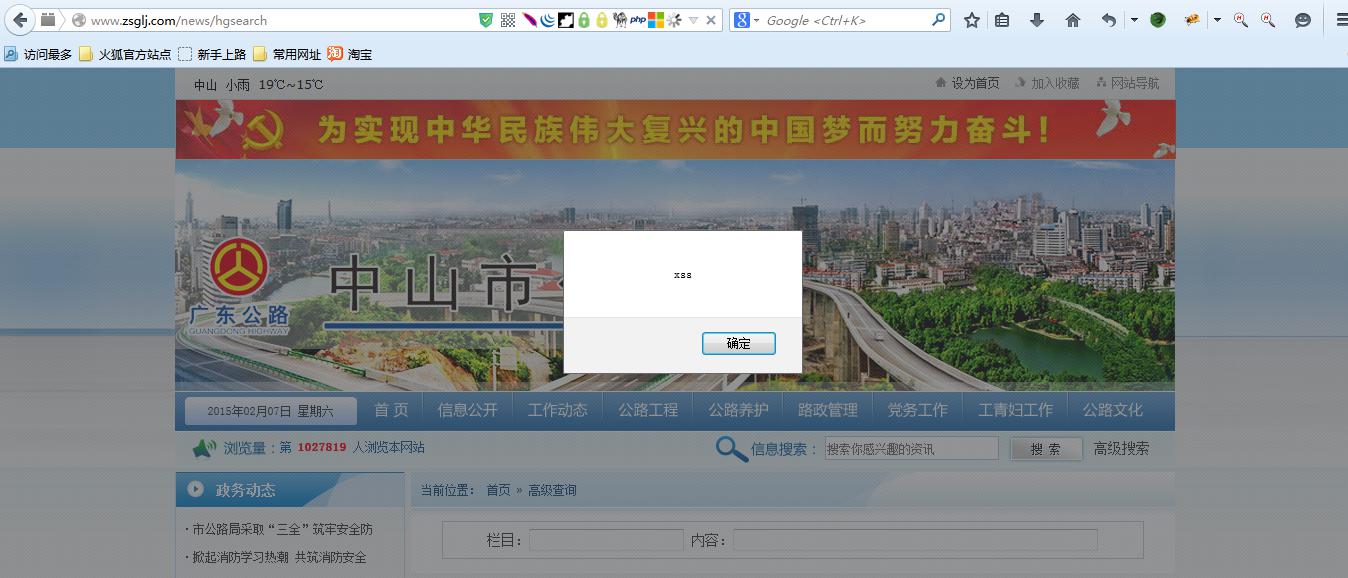 www.zsglj.com/news/hgsearch
php
Google <Ctrl+K>
访问最多 火狐官方站点 新手上路 常用网址 淘宝
中山 小雨 19℃~15℃
设为首页 加入收藏 网站导航
为实现中华民族伟大复兴的中国梦而努力奋斗!
广东公路
GUANGDONG HIGHWAY
中山市
xss
确定
2015年02月07日 星期六
首 页 信息公开 工作动态 公路工程 公路养护 路政管理 党务工作 工青妇工作 公路文化
浏览量:第 1027819 人浏览本网站
信息搜索: 搜索你感兴趣的资讯 搜 索 高级搜索
政务动态
当前位置: 首页 » 高级查询
· 市公路局采取“三全”筑牢安全防
· 掀起消防学习热潮 共筑消防安全
栏目: 内容: